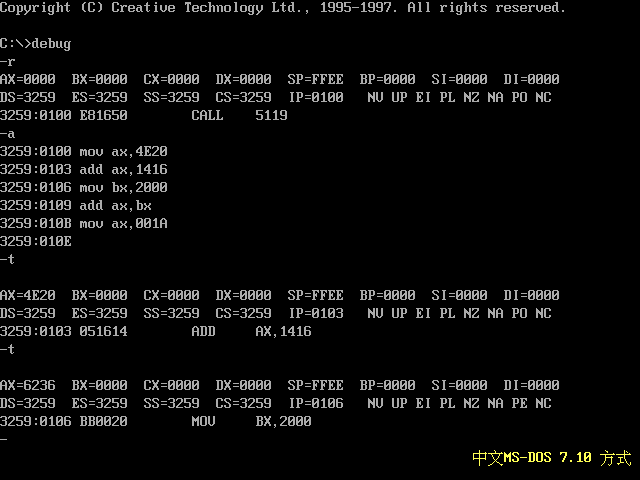 Copyright (C) Creative Technology Ltd., 1995-1997. All rights reserved.
C:\>debug
-r
AX=0000 BX=0000 CX=0000 DX=0000 SP=FFEE BP=0000 SI=0000 DI=0000
DS=3259 ES=3259 SS=3259 CS=3259 IP=0100 NV UP EI PL NZ NA PO NC
3259:0100 E81650 CALL 5119
-a
3259:0100 mov ax,4E20
3259:0103 add ax,1416
3259:0106 mov bx,2000
3259:0109 add ax,bx
3259:010B mov ax,001A
3259:010E
-t
AX=4E20 BX=0000 CX=0000 DX=0000 SP=FFEE BP=0000 SI=0000 DI=0000
DS=3259 ES=3259 SS=3259 CS=3259 IP=0103 NV UP EI PL NZ NA PO NC
3259:0103 051614 ADD AX,1416
-t
AX=6236 BX=0000 CX=0000 DX=0000 SP=FFEE BP=0000 SI=0000 DI=0000
DS=3259 ES=3259 SS=3259 CS=3259 IP=0106 NV UP EI PL NZ NA PE NC
3259:0106 BB0020 MOV BX,2000
-
中文MS-DOS 7.10 方式